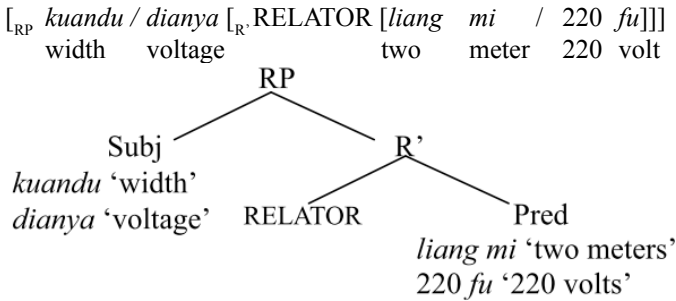 [RP kuandu / dianya [R’ RELATOR [liang mi / 220 fu]]]
width voltage two meter 220 volt
RP
Subj R’
kuandu ‘width’
dianya ‘voltage’ RELATOR Pred
liang mi ‘two meters’
220 fu ‘220 volts’